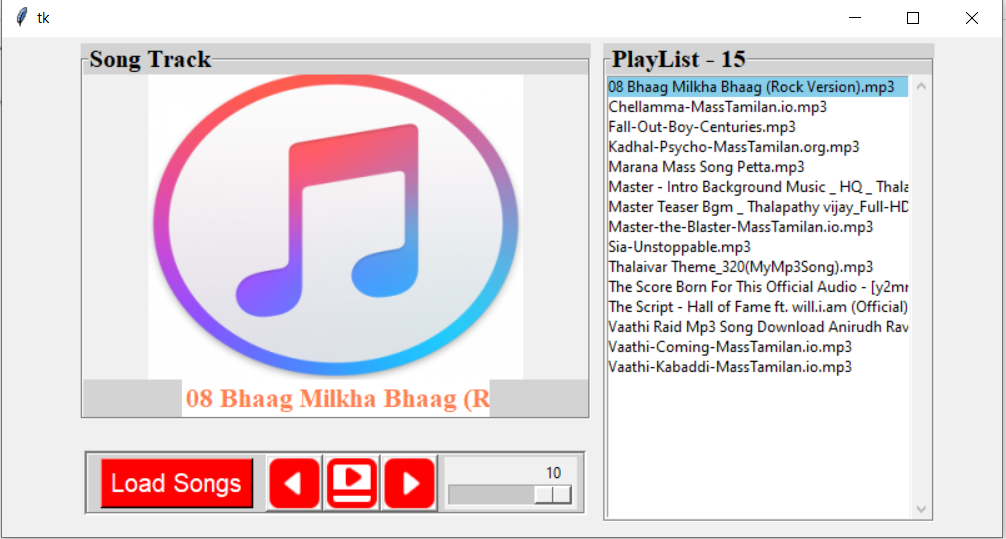 tk
Song Track
08 Bhaag Milkha Bhaag (R
Load Songs
10
PlayList - 15
08 Bhaag Milkha Bhaag (Rock Version).mp3
Chellamma-MassTamilan.io.mp3
Fall-Out-Boy-Centuries.mp3
Kadhal-Psycho-MassTamilan.org.mp3
Marana Mass Song Petta.mp3
Master - Intro Background Music _ HQ _ Thala
Master Teaser Bgm _ Thalapathy vijay_Full-HD
Master-the-Blaster-MassTamilan.io.mp3
Sia-Unstoppable.mp3
Thalaivar Theme_320(MyMp3Song).mp3
The Score Born For This Official Audio - [y2m
The Script - Hall of Fame ft. will.i.am (Official)
Vaathi Raid Mp3 Song Download Anirudh Rav
Vaathi-Coming-MassTamilan.io.mp3
Vaathi-Kabaddi-MassTamilan.io.mp3